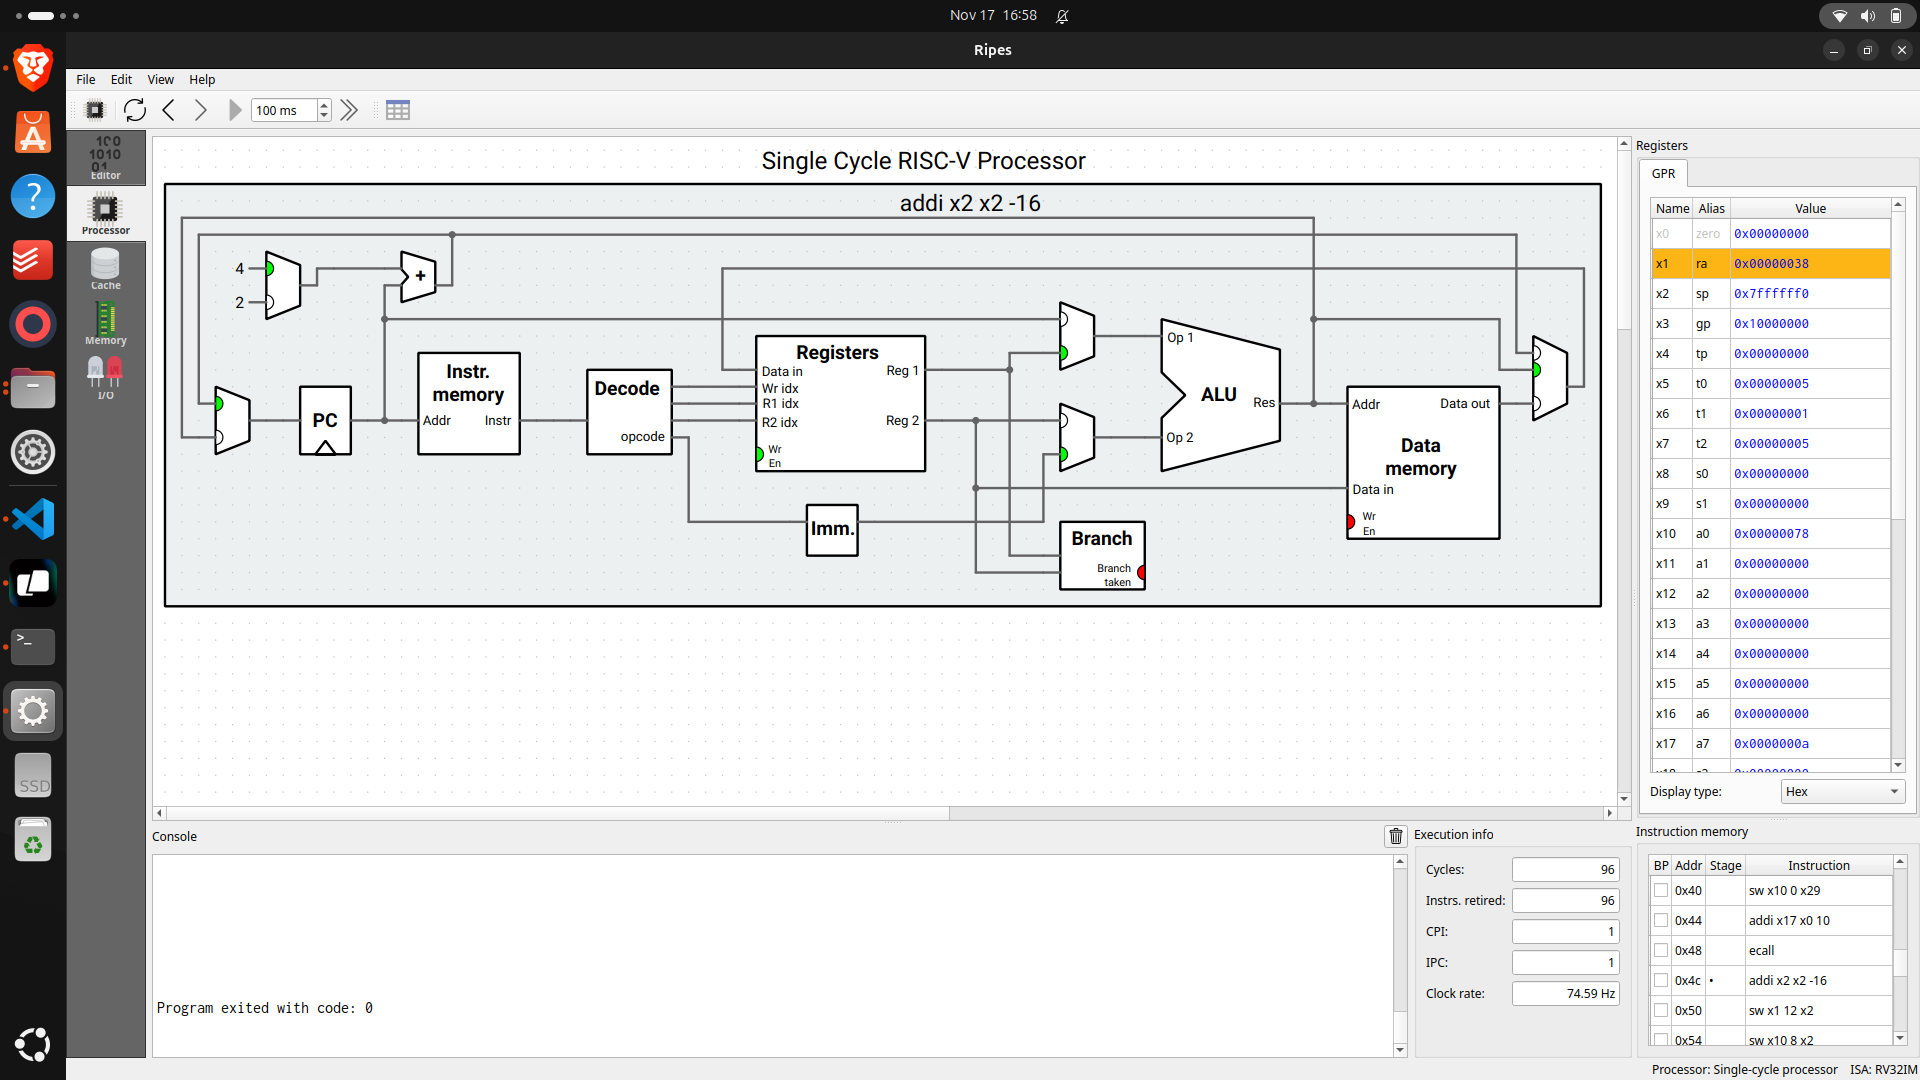 Nov 17 16:58
Ripes
File Edit View Help
100 ms
Editor
Processor
Cache
Memory
I/O
SSD
Single Cycle RISC-V Processor
addi x2 x2 -16
4
2
+
PC
Instr.
memory
Addr Instr
Decode
opcode
Registers
Data in Reg 1
Wr idx
R1 idx
R2 idx Reg 2
Wr
En
Imm.
Op 1
ALU
Res
Op 2
Branch
Branch
taken
Addr Data out
Data
memory
Data in
Wr
En
Registers
GPR
Name Alias Value
x0 zero 0x00000000
x1 ra 0x00000038
x2 sp 0x7ffffff0
x3 gp 0x10000000
x4 tp 0x00000000
x5 t0 0x00000005
x6 t1 0x00000001
x7 t2 0x00000005
x8 s0 0x00000000
x9 s1 0x00000000
x10 a0 0x00000078
x11 a1 0x00000000
x12 a2 0x00000000
x13 a3 0x00000000
x14 a4 0x00000000
x15 a5 0x00000000
x16 a6 0x00000000
x17 a7 0x0000000a
Display type: Hex
Console
Program exited with code: 0
Execution info
Cycles: 96
Instrs. retired: 96
CPI: 1
IPC: 1
Clock rate: 74.59 Hz
Instruction memory
BP Addr Stage Instruction
0x40 sw x10 0 x29
0x44 addi x17 x0 10
0x48 ecall
0x4c • addi x2 x2 -16
0x50 sw x1 12 x2
0x54 sw x10 8 x2
Processor: Single-cycle processor ISA: RV32IM